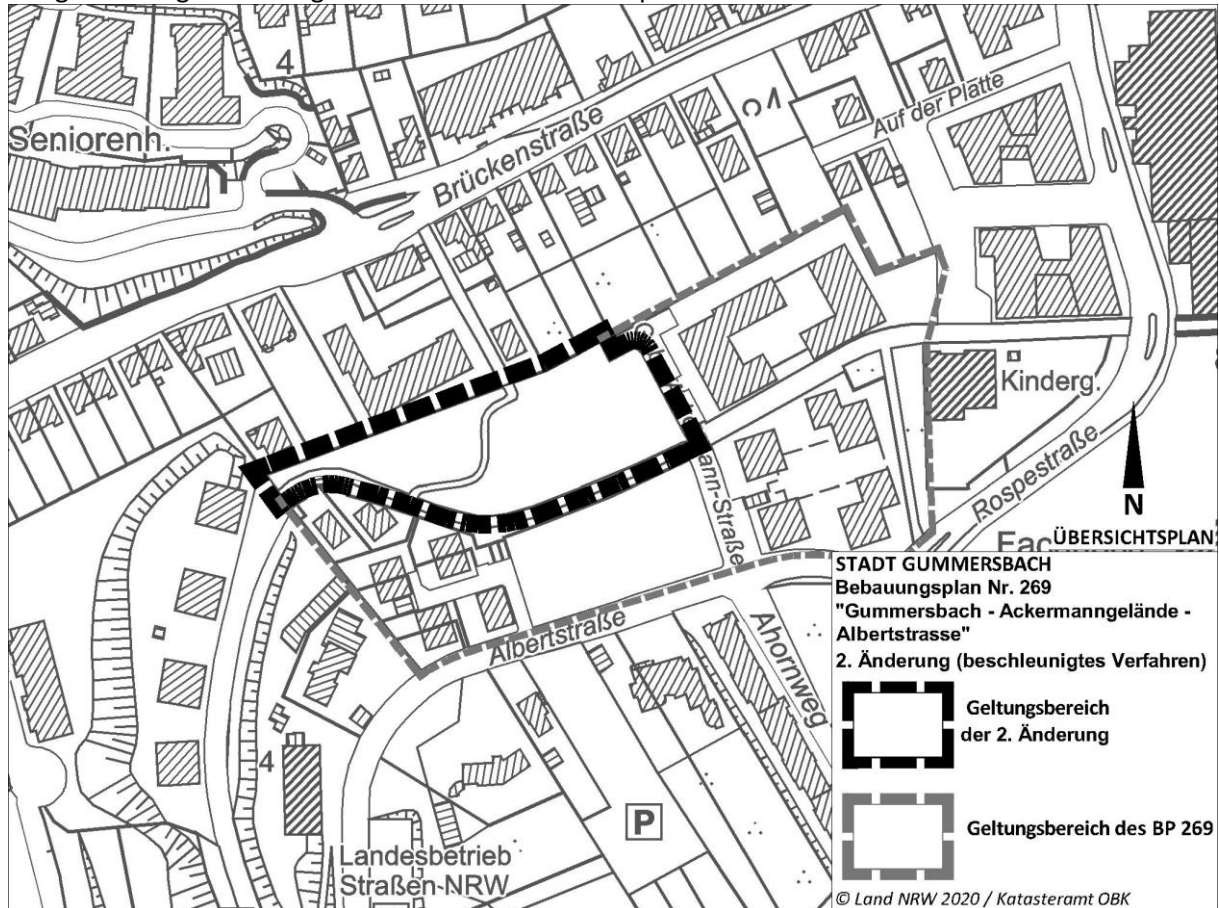 4
Seniorenh.
Brückenstraße
Auf der Platte
Kinderg.
Rospestraße
N
ÜBERSICHTSPLAN
ann-Straße
Albertstraße
Ahornweg
4
P
Landesbetrieb
Straßen-NRW
STADT GUMMERSBACH
Bebauungsplan Nr. 269
"Gummersbach - Ackermanngelände -
Albertstrasse"
2. Änderung (beschleunigtes Verfahren)
Geltungsbereich
der 2. Änderung
Geltungsbereich des BP 269
© Land NRW 2020 / Katasteramt OBK